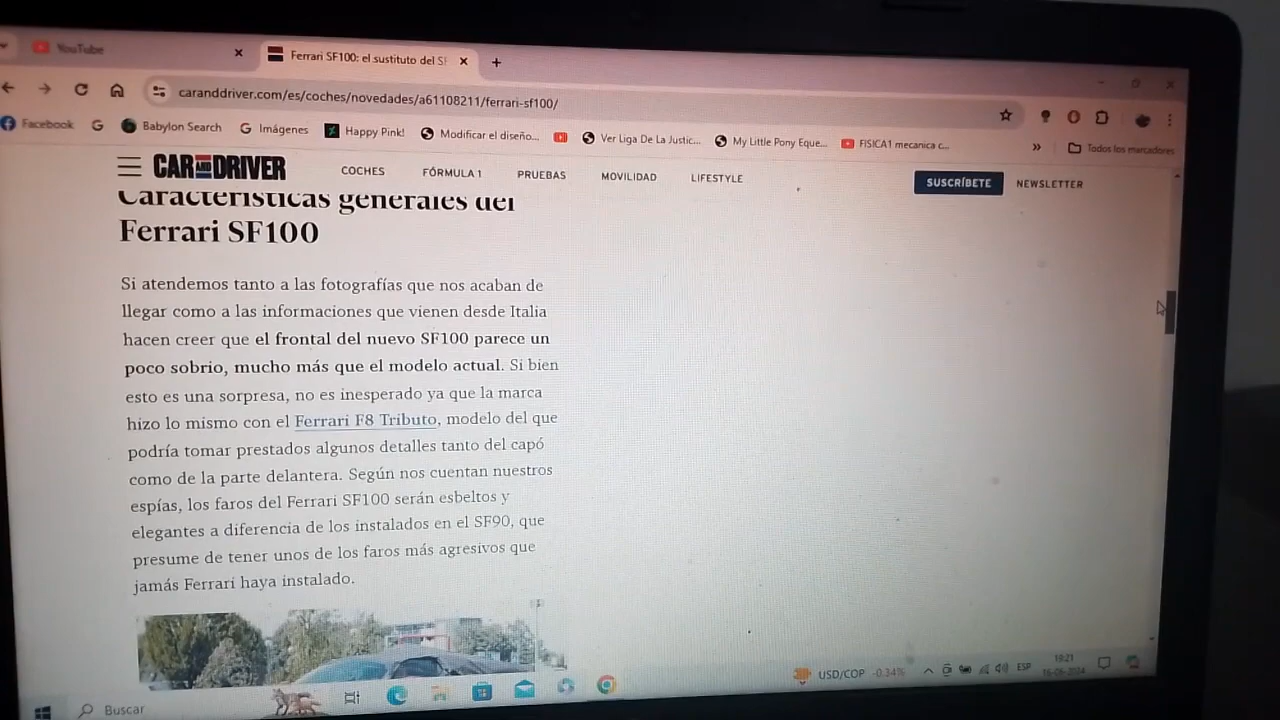 YouTube
Ferrari SF100: el sustituto del SF
caranddriver.com/es/coches/novedades/a61108211/ferrari-sf100/
Facebook
Babylon Search
Imágenes
Happy Pink!
Modificar el diseño...
Ver Liga De La Justic...
My Little Pony Eque...
FISICA1 mecanica c...
Todos los marcadores
CAR AND DRIVER
COCHES
FÓRMULA 1
PRUEBAS
MOVILIDAD
LIFESTYLE
SUSCRÍBETE
NEWSLETTER
Características generales del
Ferrari SF100
Si atendemos tanto a las fotografías que nos acaban de
llegar como a las informaciones que vienen desde Italia
hacen creer que el frontal del nuevo SF100 parece un
poco sobrio, mucho más que el modelo actual. Si bien
esto es una sorpresa, no es inesperado ya que la marca
hizo lo mismo con el Ferrari F8 Tributo, modelo del que
podría tomar prestados algunos detalles tanto del capó
como de la parte delantera. Según nos cuentan nuestros
espías, los faros del Ferrari SF100 serán esbeltos y
elegantes a diferencia de los instalados en el SF90, que
presume de tener unos de los faros más agresivos que
jamás Ferrari haya instalado.
Buscar
USD/COP -0.34%
ESP